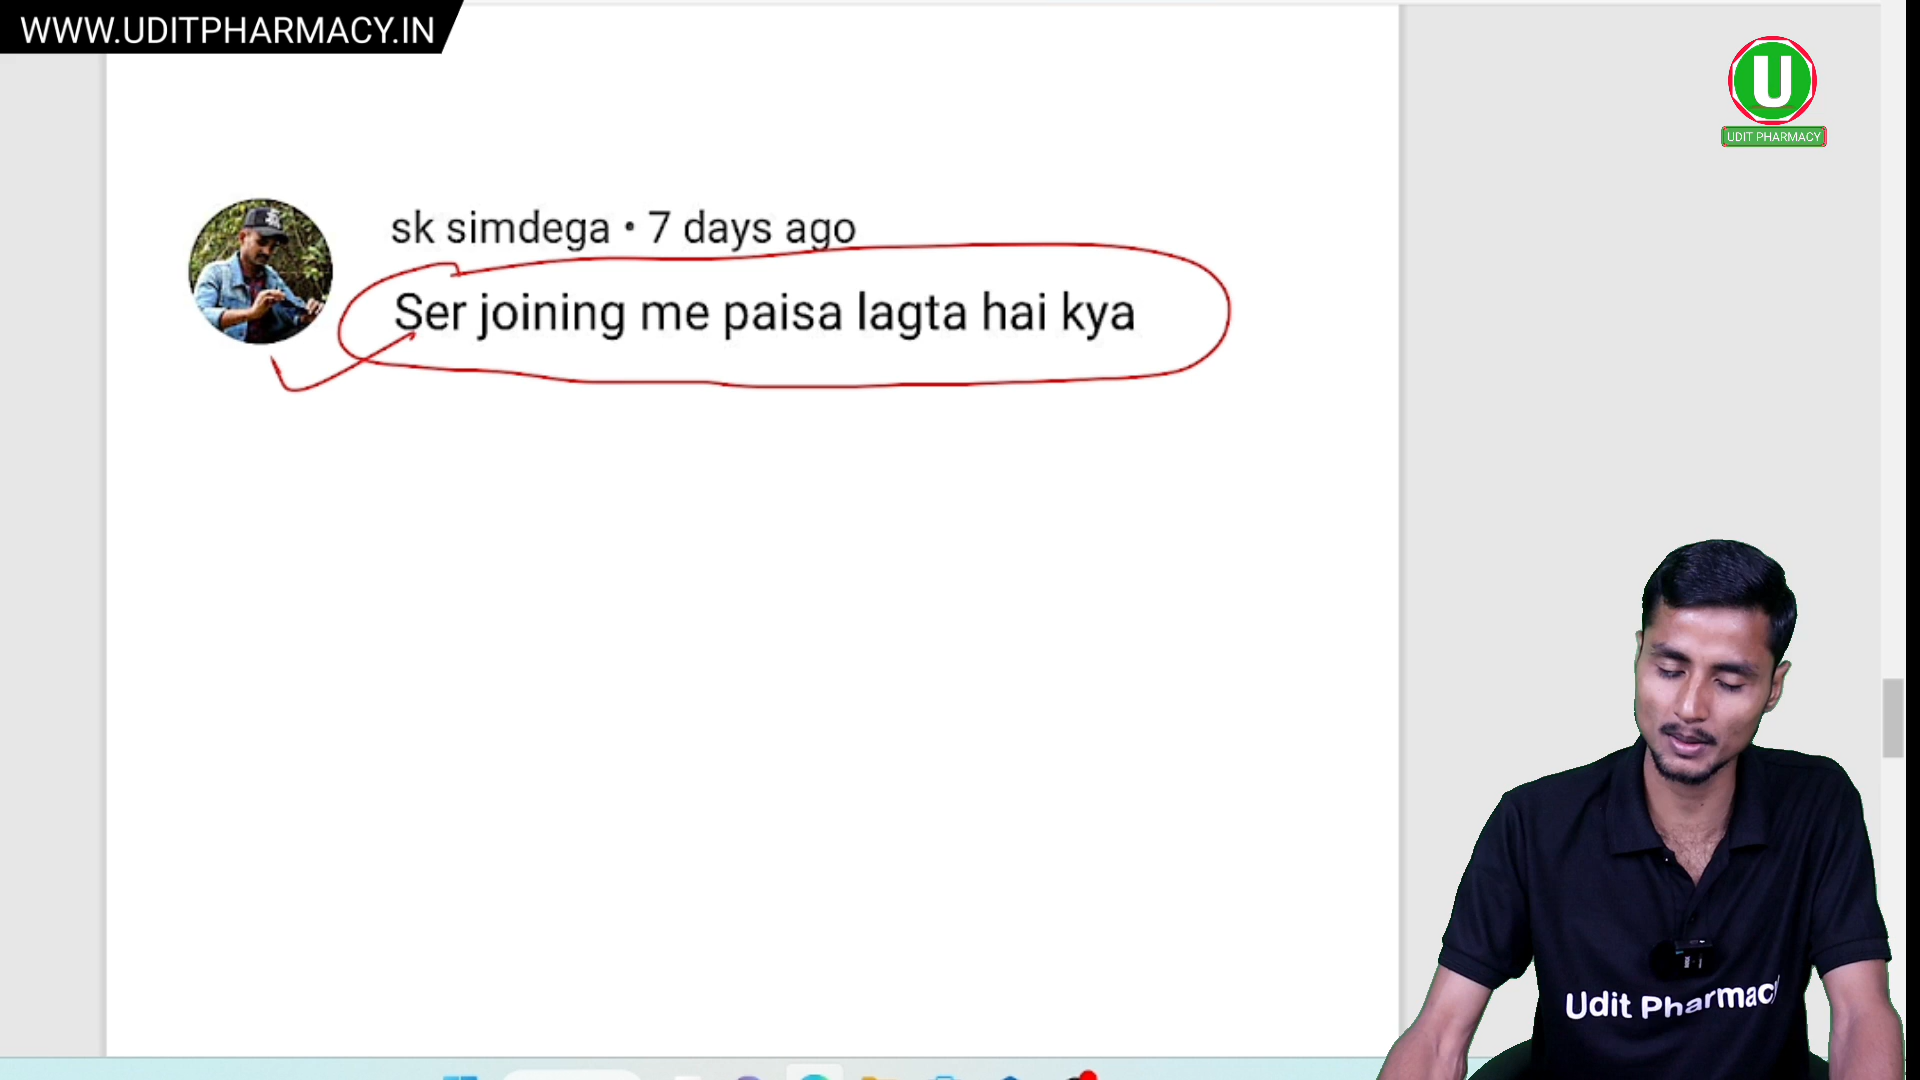 WWW.UDITPHARMACY.IN
U
UDIT PHARMACY
sk simdega • 7 days ago
Ser joining me paisa lagta hai kya
Udit Pharmacy